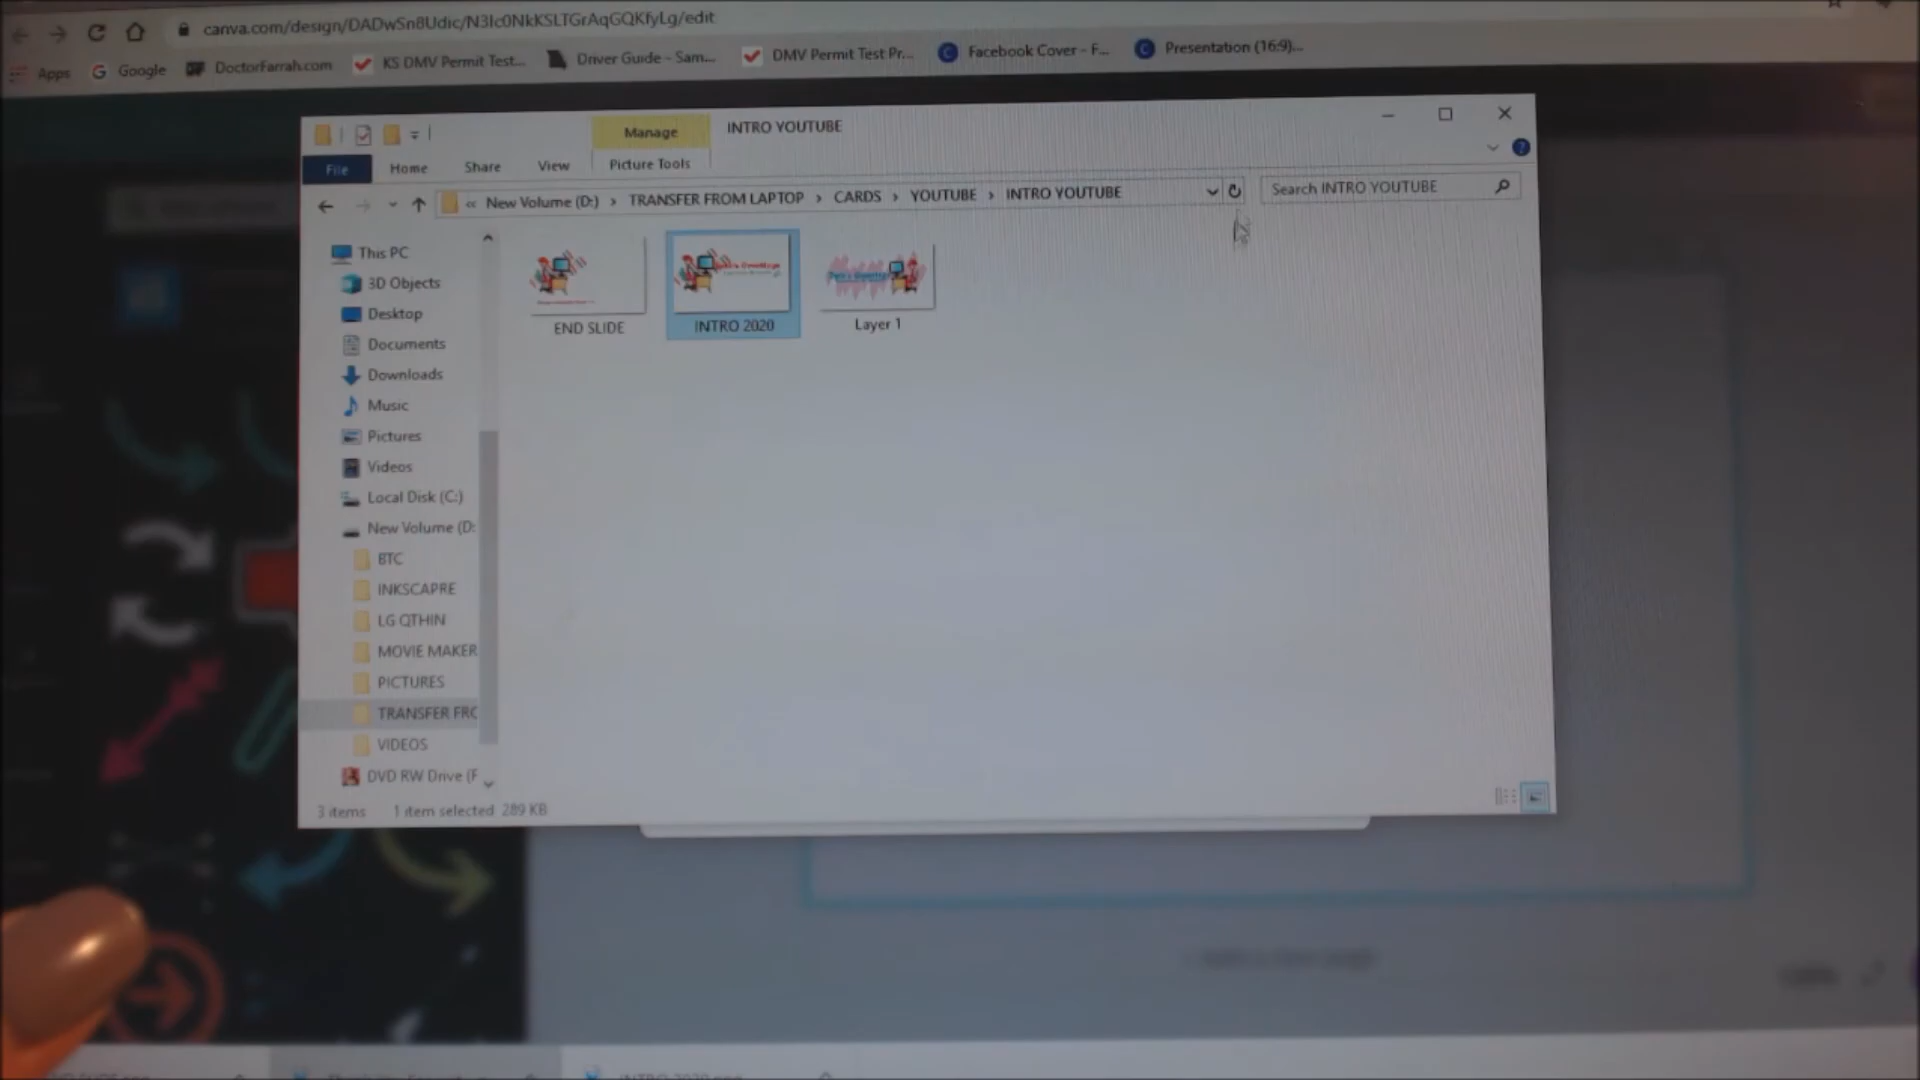 canva.com/design/DADwSn8Udic/N3Ic0NkKSLTGrAqGQKfyLg/edit
Apps Google DoctorFarrah.com KS DMV Permit Test... Driver Guide - Sam... DMV Permit Test Pr... Facebook Cover - F... Presentation (16:9)...
Manage INTRO YOUTUBE
File Home Share View Picture Tools
« New Volume (D:) › TRANSFER FROM LAPTOP › CARDS › YOUTUBE › INTRO YOUTUBE
Search INTRO YOUTUBE
This PC
3D Objects
Desktop
Documents
Downloads
Music
Pictures
Videos
Local Disk (C:)
New Volume (D:
BTC
INKSCAPRE
LG QTHIN
MOVIE MAKER
PICTURES
TRANSFER FRO
VIDEOS
DVD RW Drive (F
END SLIDE
INTRO 2020
Layer 1
3 items 1 item selected 289 KB